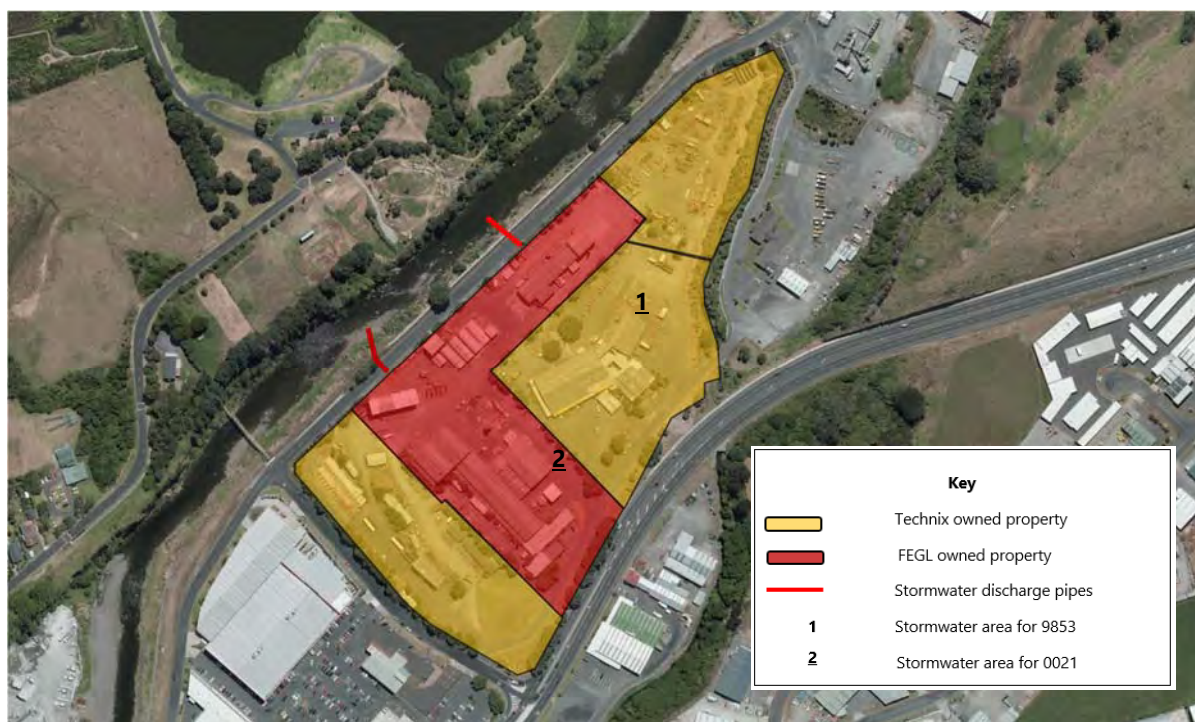 1
2
Key
Technix owned property
FEGL owned property
Stormwater discharge pipes
1 Stormwater area for 9853
2 Stormwater area for 0021